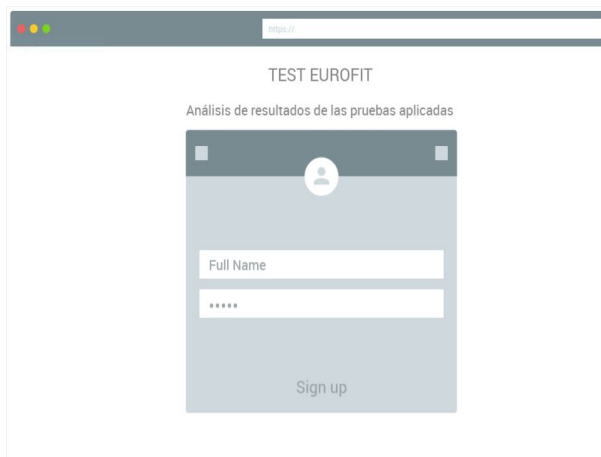 https://
TEST EUROFIT
Análisis de resultados de las pruebas aplicadas
Full Name
•••••
Sign up